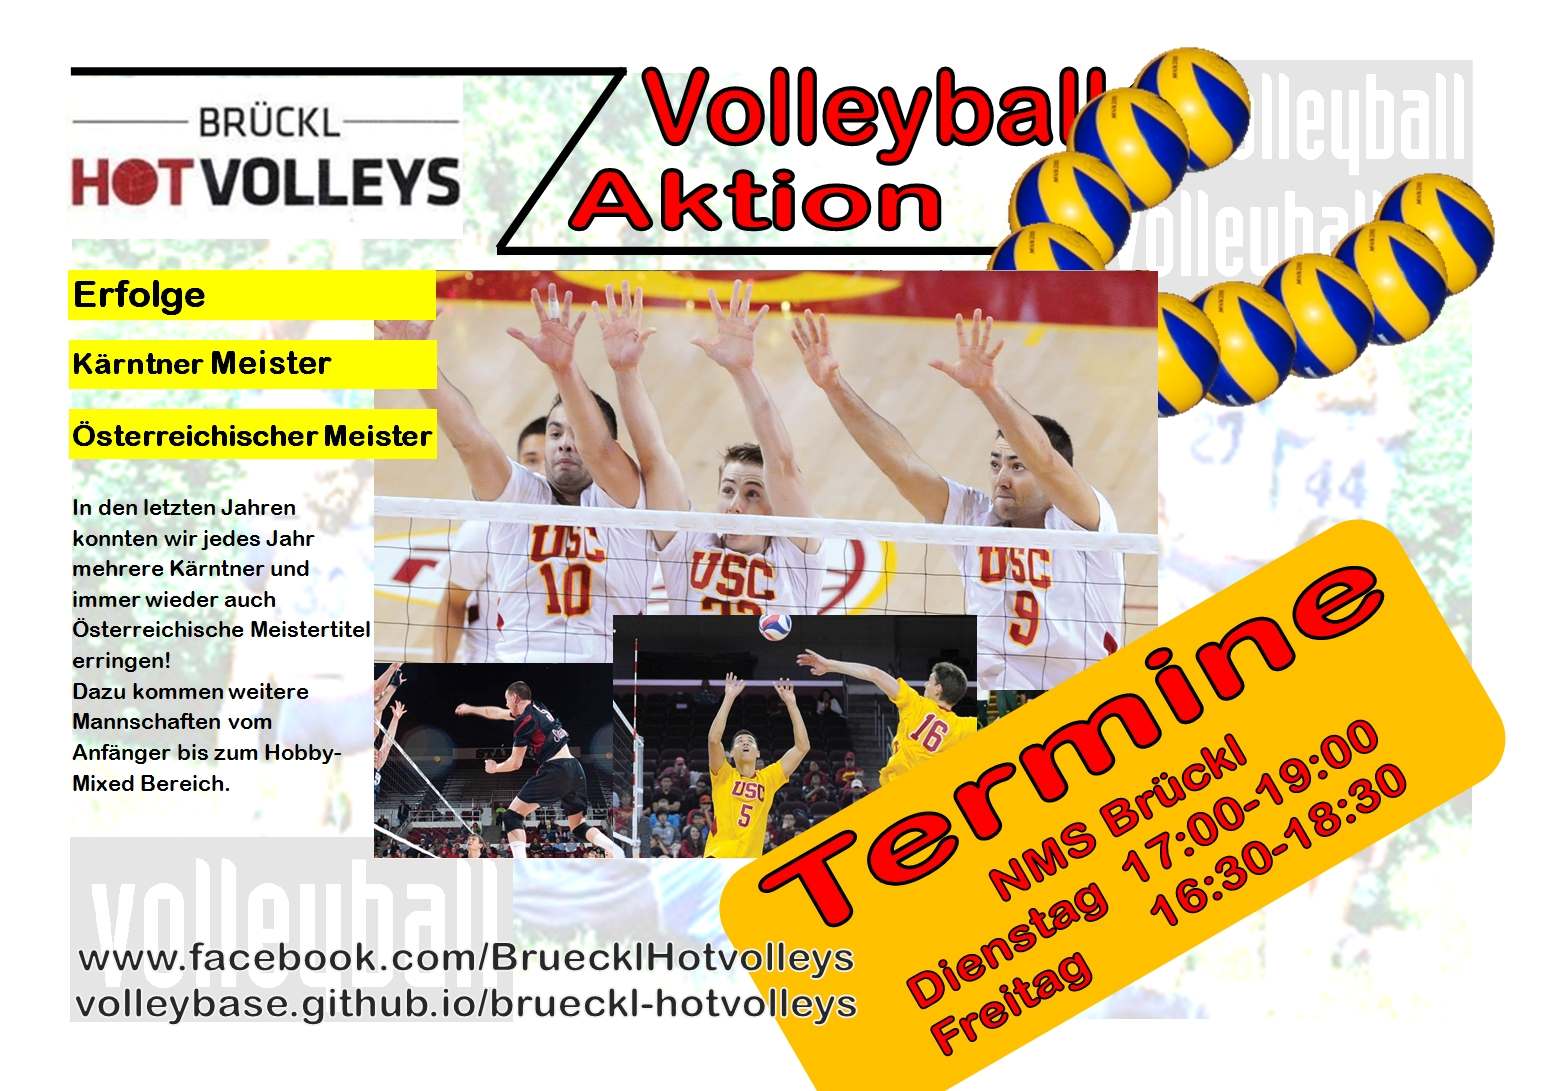 BRÜCKL
HOTVOLLEYS
Volleyball
Aktion
volleyball
volleyball
Erfolge
Kärntner Meister
Österreichischer Meister
In den letzten Jahren
konnten wir jedes Jahr
mehrere Kärntner und
immer wieder auch
Österreichische Meistertitel
erringen!
Dazu kommen weitere
Mannschaften vom
Anfänger bis zum Hobby-
Mixed Bereich.
USC
10
USC
USC
9
44
16
USC
5
Termine
NMS Brückl
Dienstag 17:00-19:00
Freitag 16:30-18:30
volleyball
www.facebook.com/BruecklHotvolleys
volleybase.github.io/brueckl-hotvolleys